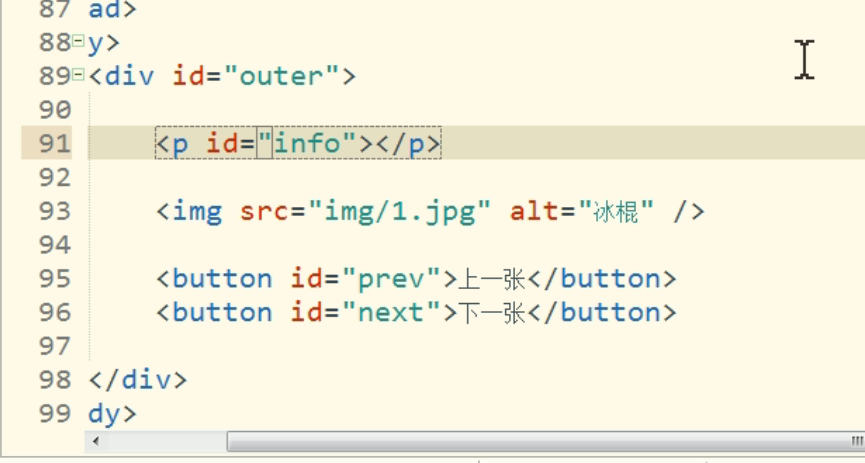 87 ad>
88 y>
89 <div id="outer">
90
91 <p id="info"></p>
92
93 <img src="img/1.jpg" alt="冰棍" />
94
95 <button id="prev">上一张</button>
96 <button id="next">下一张</button>
97
98 </div>
99 dy>